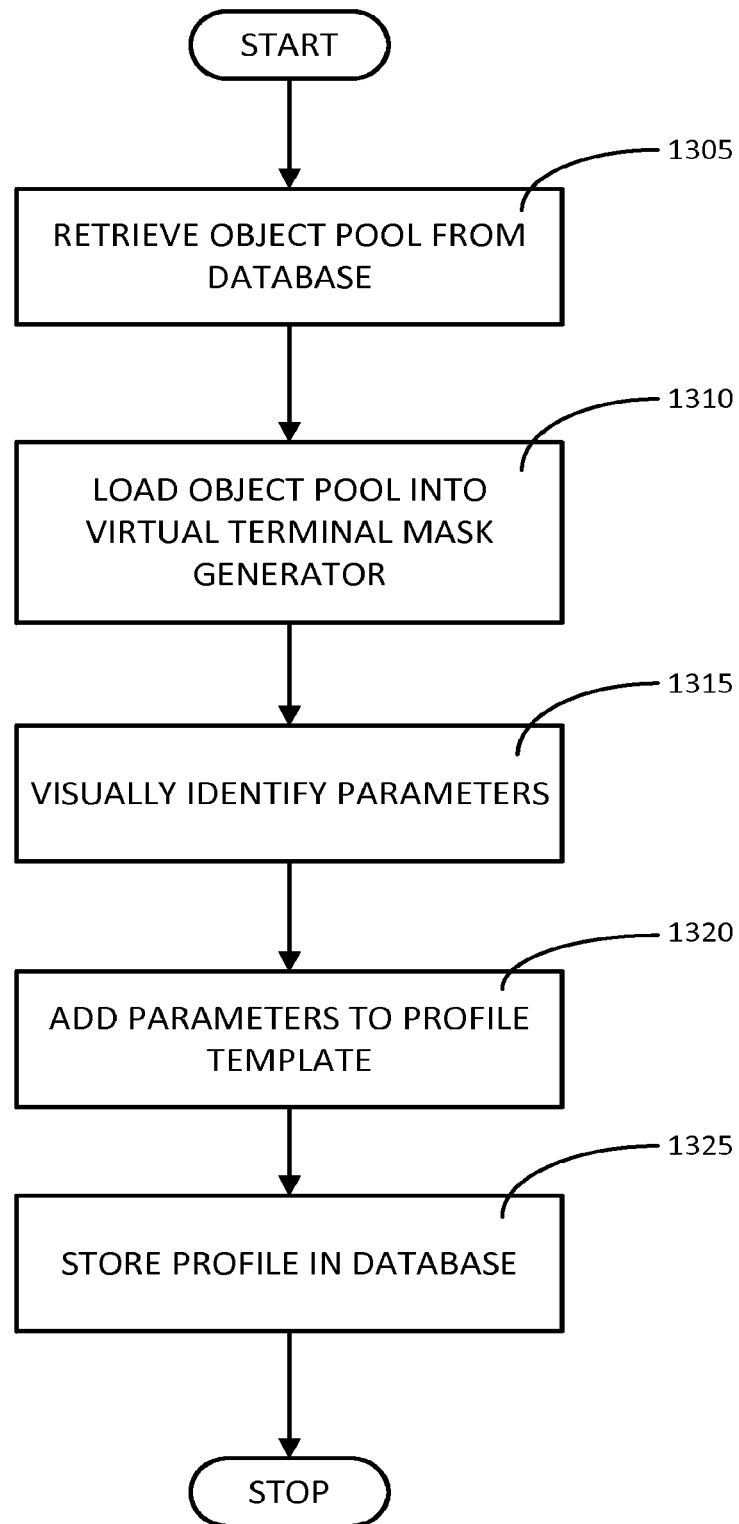 START
1305
RETRIEVE OBJECT POOL FROM
DATABASE
1310
LOAD OBJECT POOL INTO
VIRTUAL TERMINAL MASK
GENERATOR
1315
VISUALLY IDENTIFY PARAMETERS
1320
ADD PARAMETERS TO PROFILE
TEMPLATE
1325
STORE PROFILE IN DATABASE
STOP